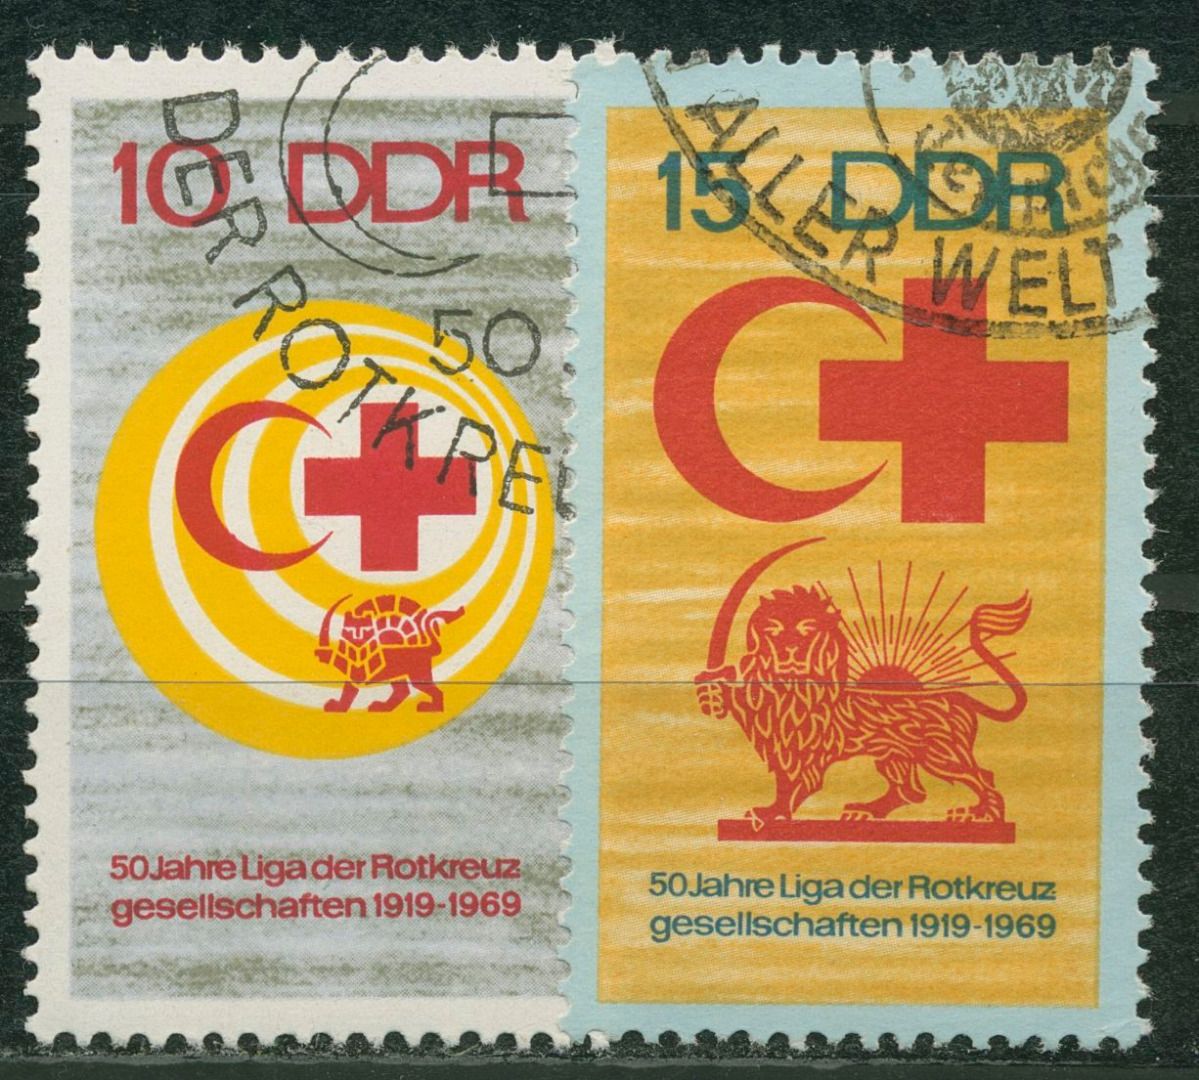 10 DDR
DER ROTKREU
50
50 Jahre Liga der Rotkreuz
gesellschaften 1919-1969
15 DDR
ALLER WELT
50 Jahre Liga der Rotkreuz
gesellschaften 1919-1969